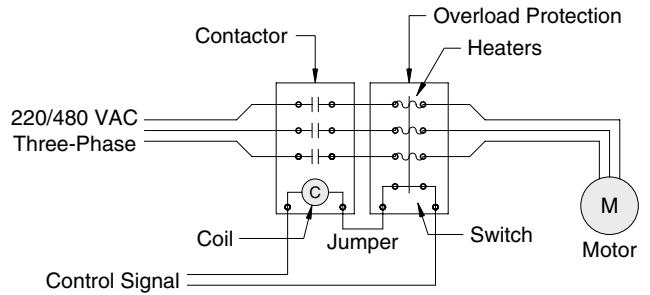 Overload Protection
Contactor
Heaters
220/480 VAC
Three-Phase
C
M
Coil
Jumper
Switch
Motor
Control Signal